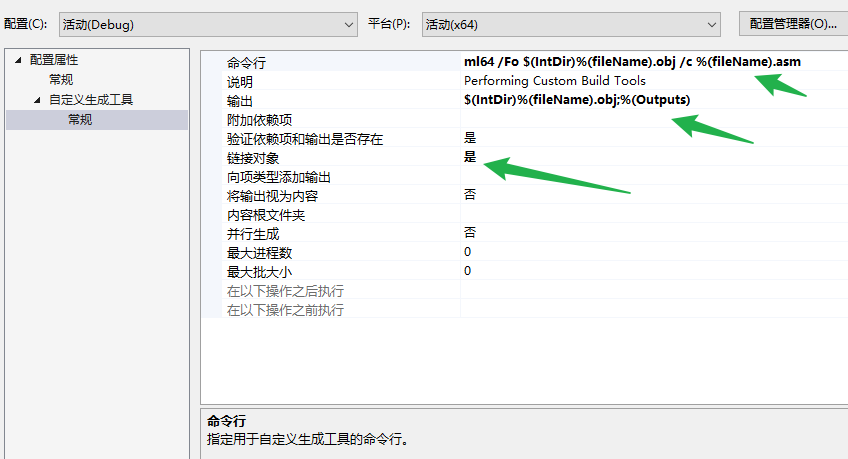 配置(C): 活动(Debug) 平台(P): 活动(x64) 配置管理器(O)...
配置属性
常规
自定义生成工具
常规
命令行 ml64 /Fo $(IntDir)%(fileName).obj /c %(fileName).asm
说明 Performing Custom Build Tools
输出 $(IntDir)%(fileName).obj;%(Outputs)
附加依赖项
验证依赖项和输出是否存在 是
链接对象 是
向项类型添加输出
将输出视为内容 否
内容根文件夹
并行生成 否
最大进程数 0
最大批大小 0
在以下操作之后执行
在以下操作之前执行
命令行
指定用于自定义生成工具的命令行。